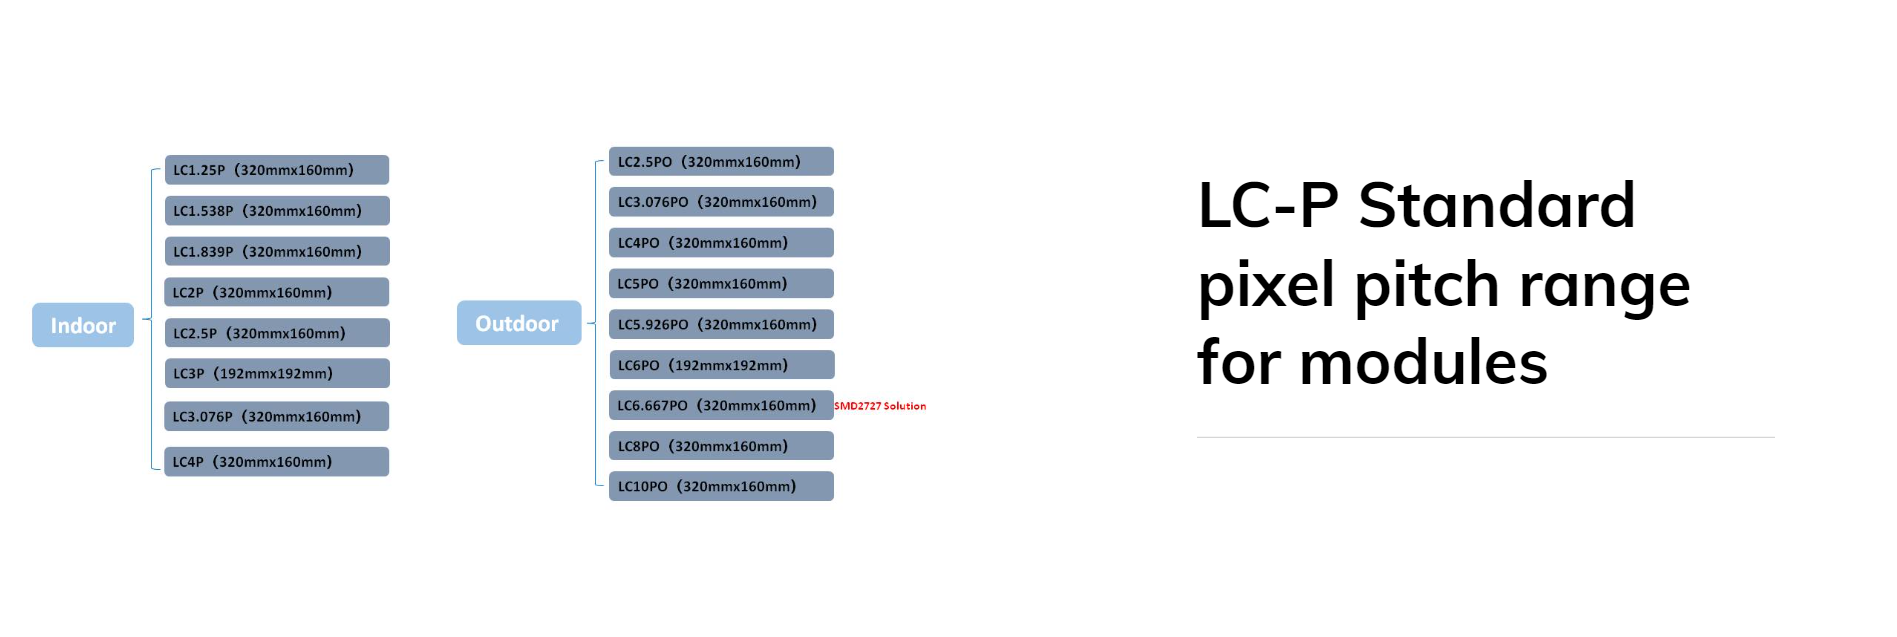 Indoor
LC1.25P（320mmx160mm）
LC1.538P（320mmx160mm）
LC1.839P（320mmx160mm）
LC2P（320mmx160mm）
LC2.5P（320mmx160mm）
LC3P（192mmx192mm）
LC3.076P（320mmx160mm）
LC4P（320mmx160mm）
Outdoor
LC2.5PO（320mmx160mm）
LC3.076PO（320mmx160mm）
LC4PO（320mmx160mm）
LC5PO（320mmx160mm）
LC5.926PO（320mmx160mm）
LC6PO（192mmx192mm）
LC6.667PO（320mmx160mm） SMD2727 Solution
LC8PO（320mmx160mm）
LC10PO（320mmx160mm）
LC-P Standard
pixel pitch range
for modules